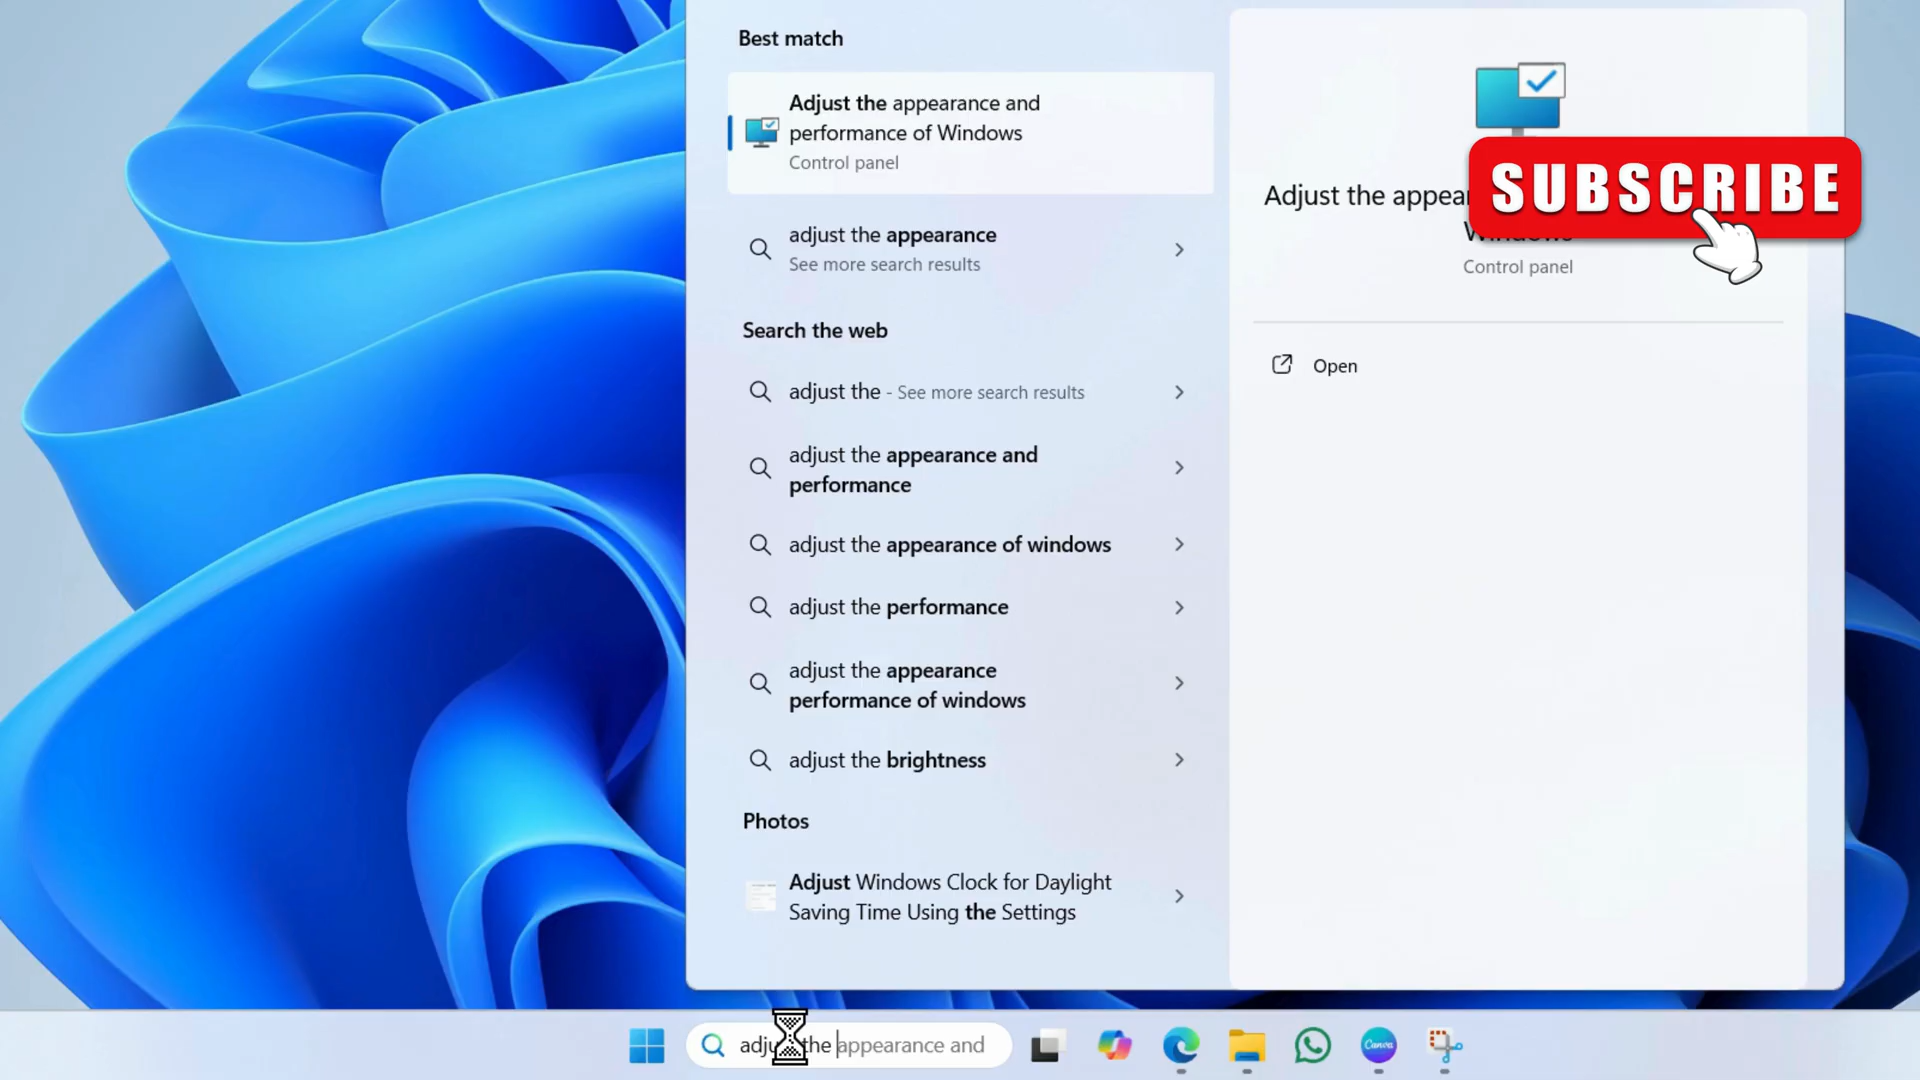 Best match
Adjust the appearance and
performance of Windows
Control panel
adjust the appearance
See more search results
Search the web
adjust the - See more search results
adjust the appearance and
performance
adjust the appearance of windows
adjust the performance
adjust the appearance
performance of windows
adjust the brightness
Photos
Adjust Windows Clock for Daylight
Saving Time Using the Settings
Adjust the appea
SUBSCRIBE
Windows
Control panel
Open
adju the appearance and
Canva